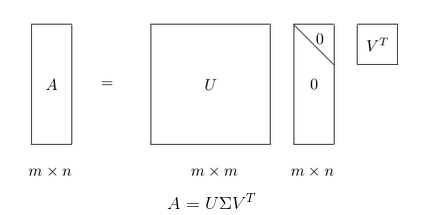 0
A = U 0 V^T
m × n m × m m × n
A = UΣV^T